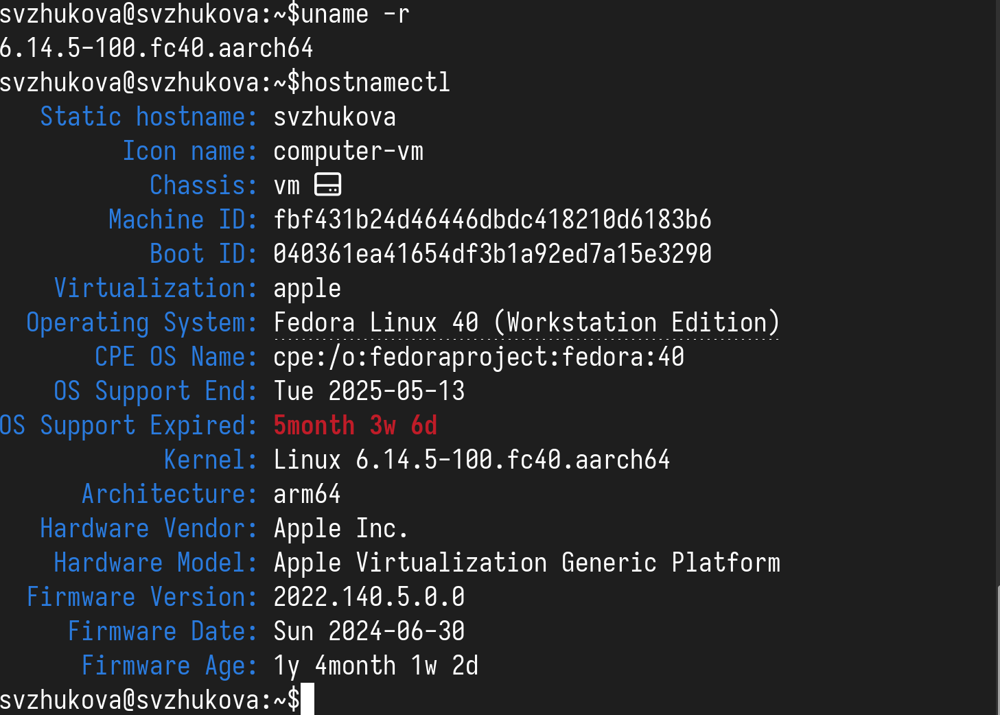 svzhukova@svzhukova:~$uname -r
6.14.5-100.fc40.aarch64
svzhukova@svzhukova:~$hostnamectl
Static hostname: svzhukova
Icon name: computer-vm
Chassis: vm
Machine ID: fbf431b24d46446dbdc418210d6183b6
Boot ID: 040361ea41654df3b1a92ed7a15e3290
Virtualization: apple
Operating System: Fedora Linux 40 (Workstation Edition)
CPE OS Name: cpe:/o:fedoraproject:fedora:40
OS Support End: Tue 2025-05-13
OS Support Expired: 5month 3w 6d
Kernel: Linux 6.14.5-100.fc40.aarch64
Architecture: arm64
Hardware Vendor: Apple Inc.
Hardware Model: Apple Virtualization Generic Platform
Firmware Version: 2022.140.5.0.0
Firmware Date: Sun 2024-06-30
Firmware Age: 1y 4month 1w 2d
svzhukova@svzhukova:~$